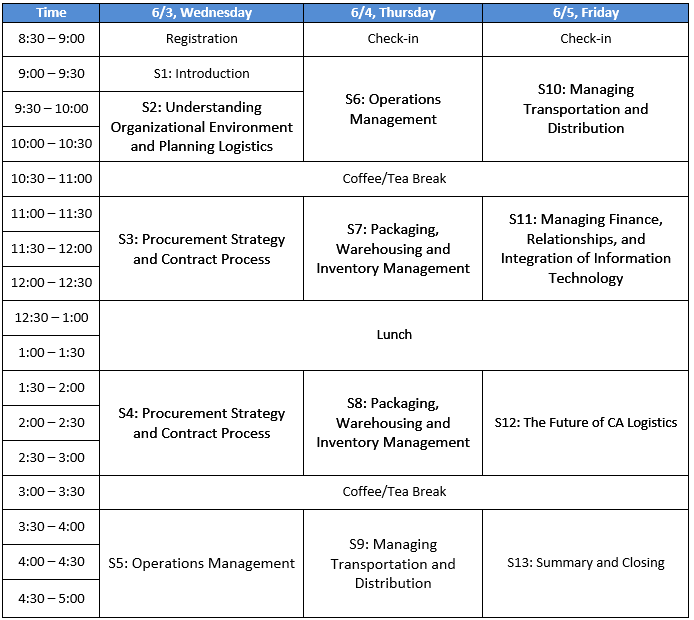 Time 6/3, Wednesday 6/4, Thursday 6/5, Friday
8:30 – 9:00 Registration Check-in Check-in
9:00 – 9:30 S1: Introduction
S6: Operations
Management
S10: Managing
Transportation and
Distribution
9:30 – 10:00
10:00 – 10:30
S2: Understanding
Organizational Environment
and Planning Logistics
10:30 – 11:00 Coffee/Tea Break
11:00 – 11:30
11:30 – 12:00
12:00 – 12:30
S3: Procurement Strategy
and Contract Process
S7: Packaging,
Warehousing and
Inventory Management
S11: Managing Finance,
Relationships, and
Integration of Information
Technology
12:30 – 1:00
1:00 – 1:30
Lunch
1:30 – 2:00
2:00 – 2:30
2:30 – 3:00
S4: Procurement Strategy
and Contract Process
S8: Packaging,
Warehousing and
Inventory Management
S12: The Future of CA Logistics
3:00 – 3:30 Coffee/Tea Break
3:30 – 4:00
4:00 – 4:30
4:30 – 5:00
S5: Operations Management
S9: Managing
Transportation and
Distribution
S13: Summary and Closing